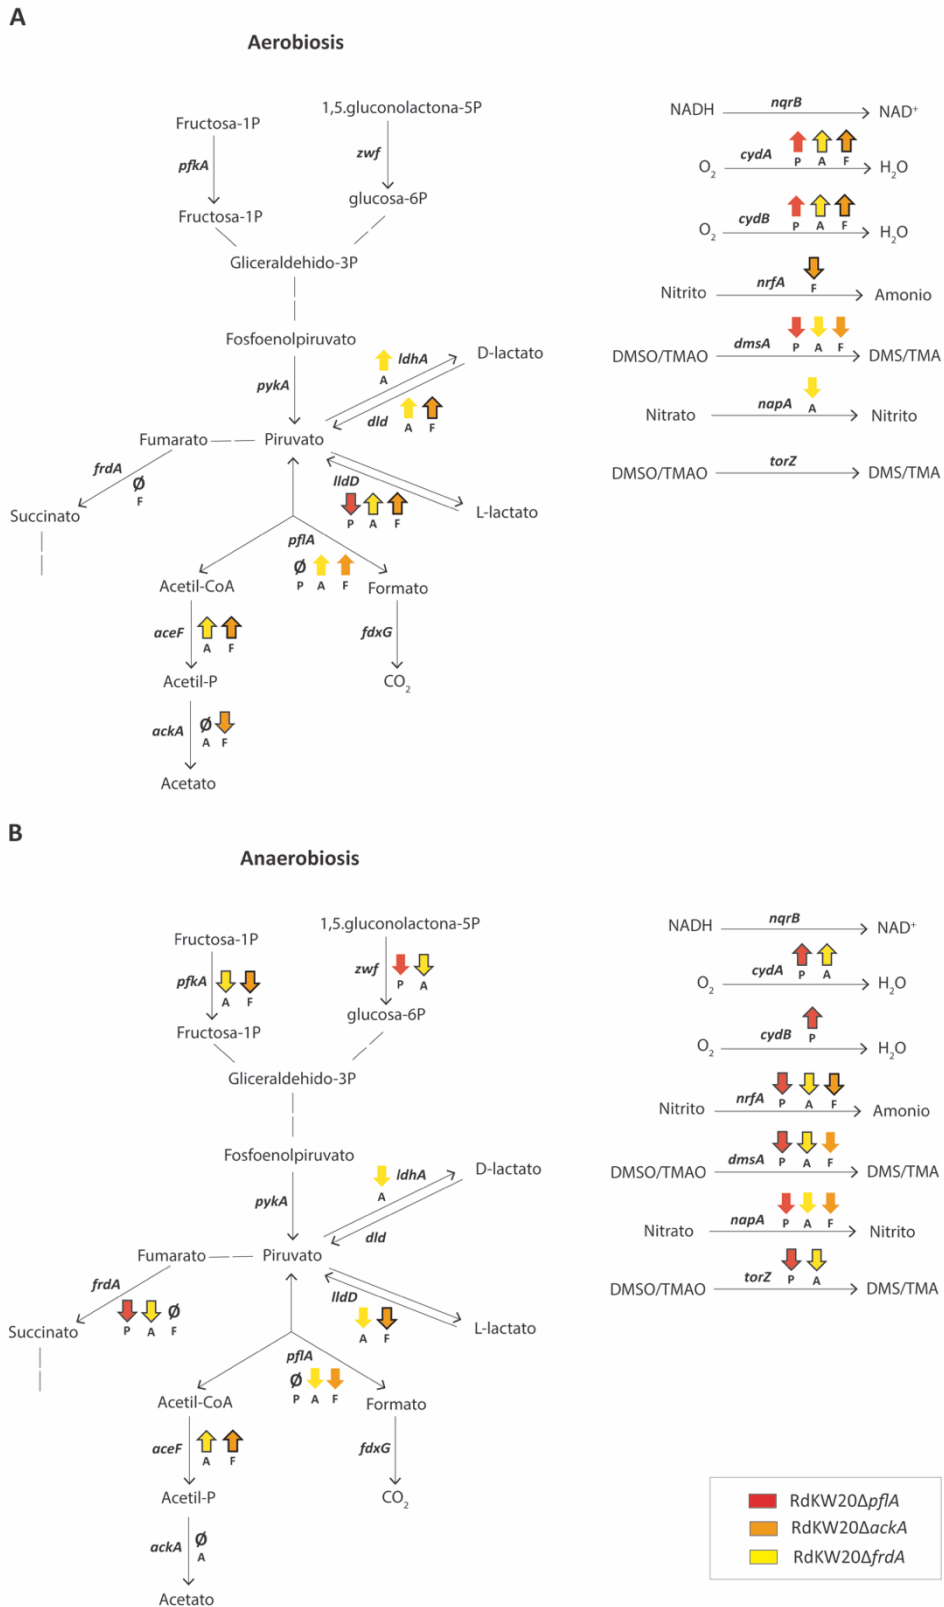 A
Aerobiosis
Fructosa-1P
1,5.gluconolactona-5P
pfkA
zwf
Fructosa-1P
glucosa-6P
Gliceraldehido-3P
Fosfoenolpiruvato
pykA
ldhA
A
D-lactato
dld
A F
Fumarato
Piruvato
frdA
Ø
F
Succinato
lldD
P A F
L-lactato
pflA
Ø
P A F
Acetil-CoA
Formato
aceF
A F
fdxG
Acetil-P
CO2
ackA
Ø
A F
Acetato
NADH nqrB NAD+
O2 cydA P A F H2O
O2 cydB P A F H2O
Nitrito nrfA F Amonio
DMSO/TMAO dmsA P A F DMS/TMA
Nitrato napA A Nitrito
DMSO/TMAO torZ DMS/TMA
B
Anaerobiosis
Fructosa-1P
1,5.gluconolactona-5P
pfkA
A F
zwf
P A
Fructosa-1P
glucosa-6P
Gliceraldehido-3P
Fosfoenolpiruvato
pykA
ldhA
A
D-lactato
dld
Fumarato
Piruvato
frdA
Ø
P A F
Succinato
lldD
A F
L-lactato
pflA
Ø
P A F
Acetil-CoA
Formato
aceF
A F
fdxG
Acetil-P
CO2
ackA
Ø
A
Acetato
NADH nqrB NAD+
O2 cydA P A H2O
O2 cydB P H2O
Nitrito nrfA P A F Amonio
DMSO/TMAO dmsA P A F DMS/TMA
Nitrato napA P A F Nitrito
DMSO/TMAO torZ P A DMS/TMA
RdKW20ΔpflA
RdKW20ΔackA
RdKW20ΔfrdA